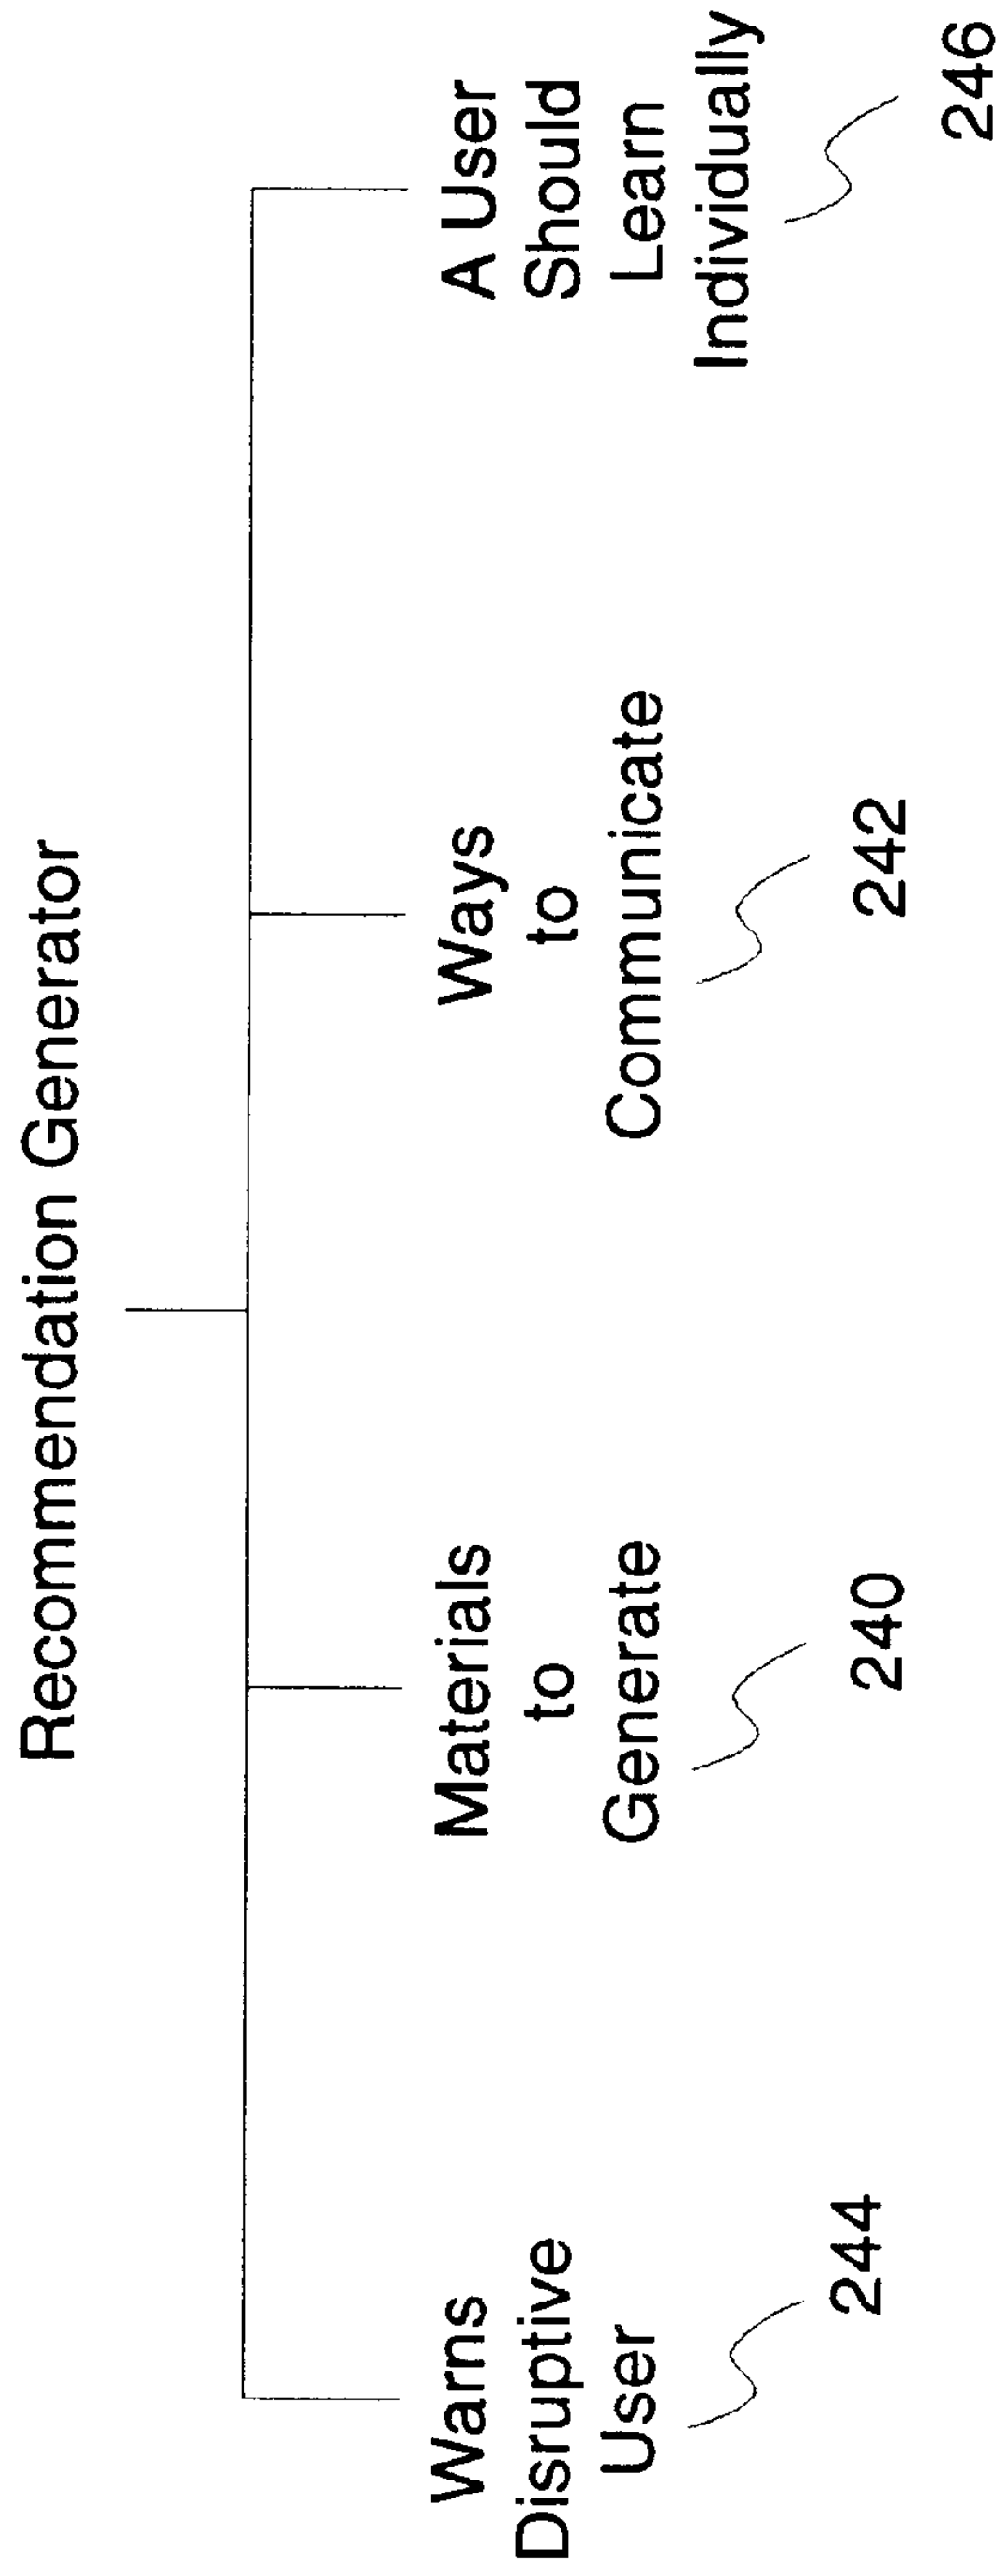 Recommendation Generator
Warns
Disruptive
User
244
Materials
to
Generate
240
Ways
to
Communicate
242
A User
Should
Learn
Individually
246